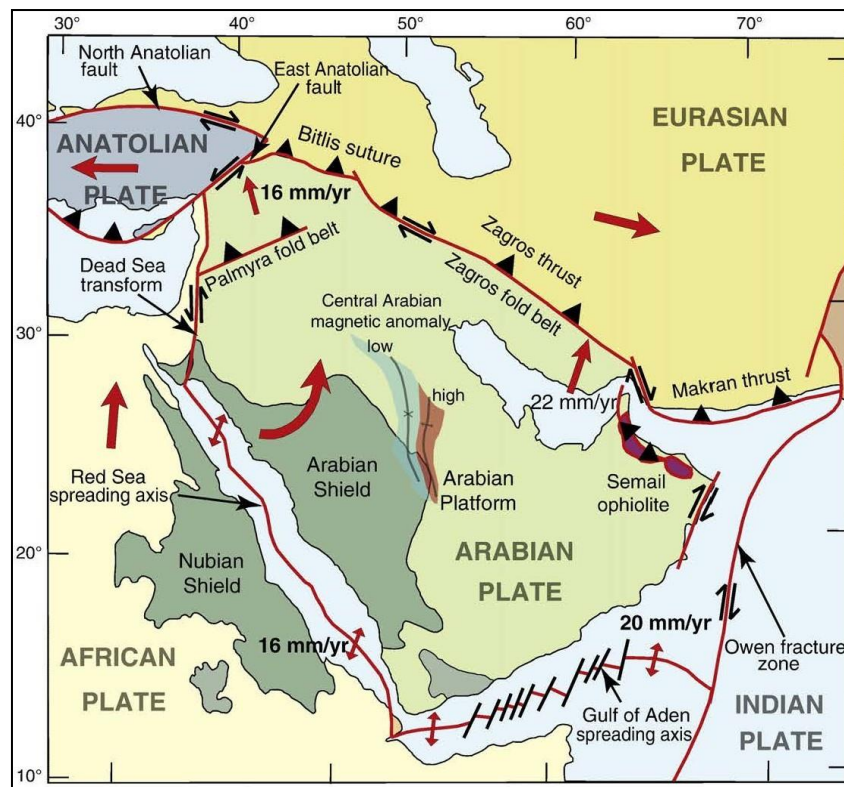 30°
40°
50°
60°
70°
North Anatolian
fault
East Anatolian
fault
40°
ANATOLIAN
PLATE
Bitlis suture
EURASIAN
PLATE
16 mm/yr
Dead Sea
transform
Palmyra fold belt
Zagros thrust
Zagros fold belt
Central Arabian
magnetic anomaly
low
high
30°
22 mm/yr
Makran thrust
Red Sea
spreading axis
Arabian
Shield
Arabian
Platform
Semail
ophiolite
20°
Nubian
Shield
ARABIAN
PLATE
16 mm/yr
20 mm/yr
Owen fracture
zone
AFRICAN
PLATE
Gulf of Aden
spreading axis
INDIAN
PLATE
10°